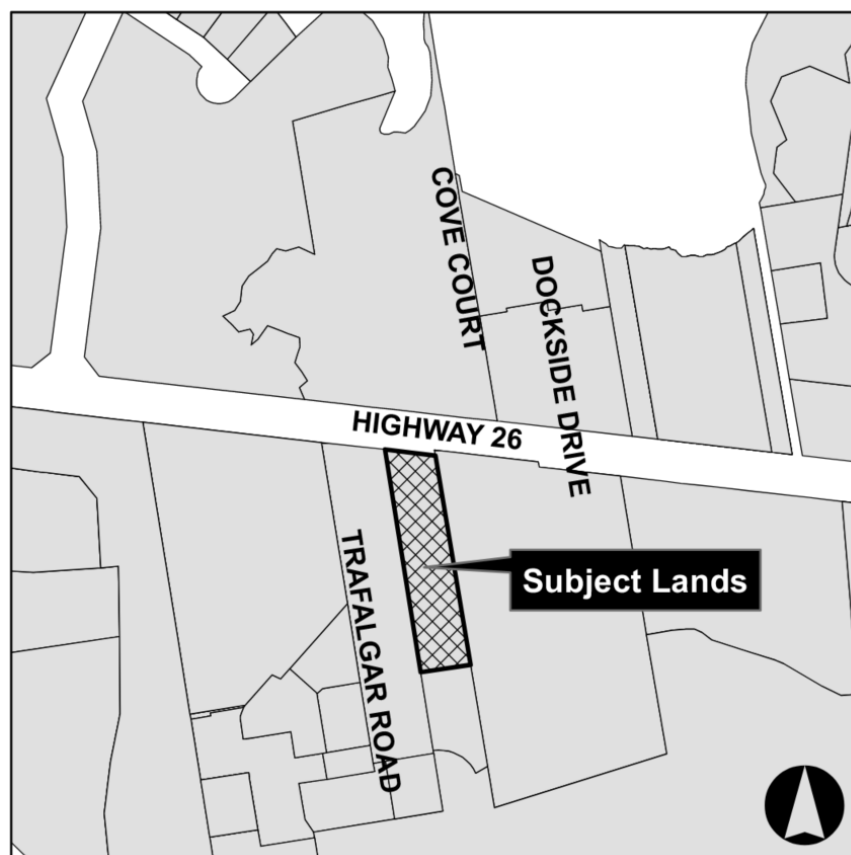 COVE COURT
DOCKSIDE DRIVE
HIGHWAY 26
TRAFALGAR ROAD
Subject Lands